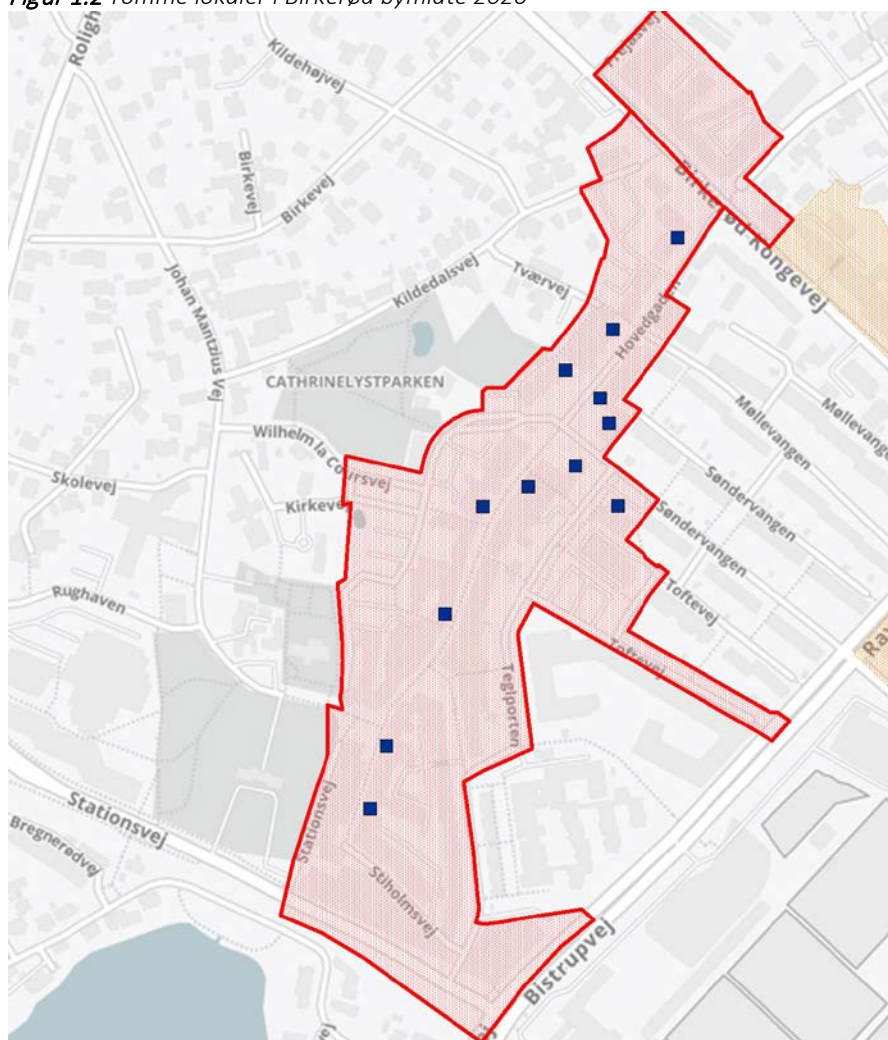 Figur 1.2 Tomme lokaler i Birkerød bymidte 2020
Kildehøjvej
Birkevej
Birkevej
Johan Mantzius Vej
Kildedalsvej
Tværvej
Birkerød Kongevej
Hovedgaden
CATHRINELYSTPARKEN
Wilhelm la Coursvej
Skolevej
Kirkevej
Møllevangen
Møllevangen
Søndervangen
Søndervangen
Rughaven
Toftevej
Toftevej
Teglporten
Stationsvej
Stationsvej
Bregnerødvej
Stiholmsvej
Bistrupvej